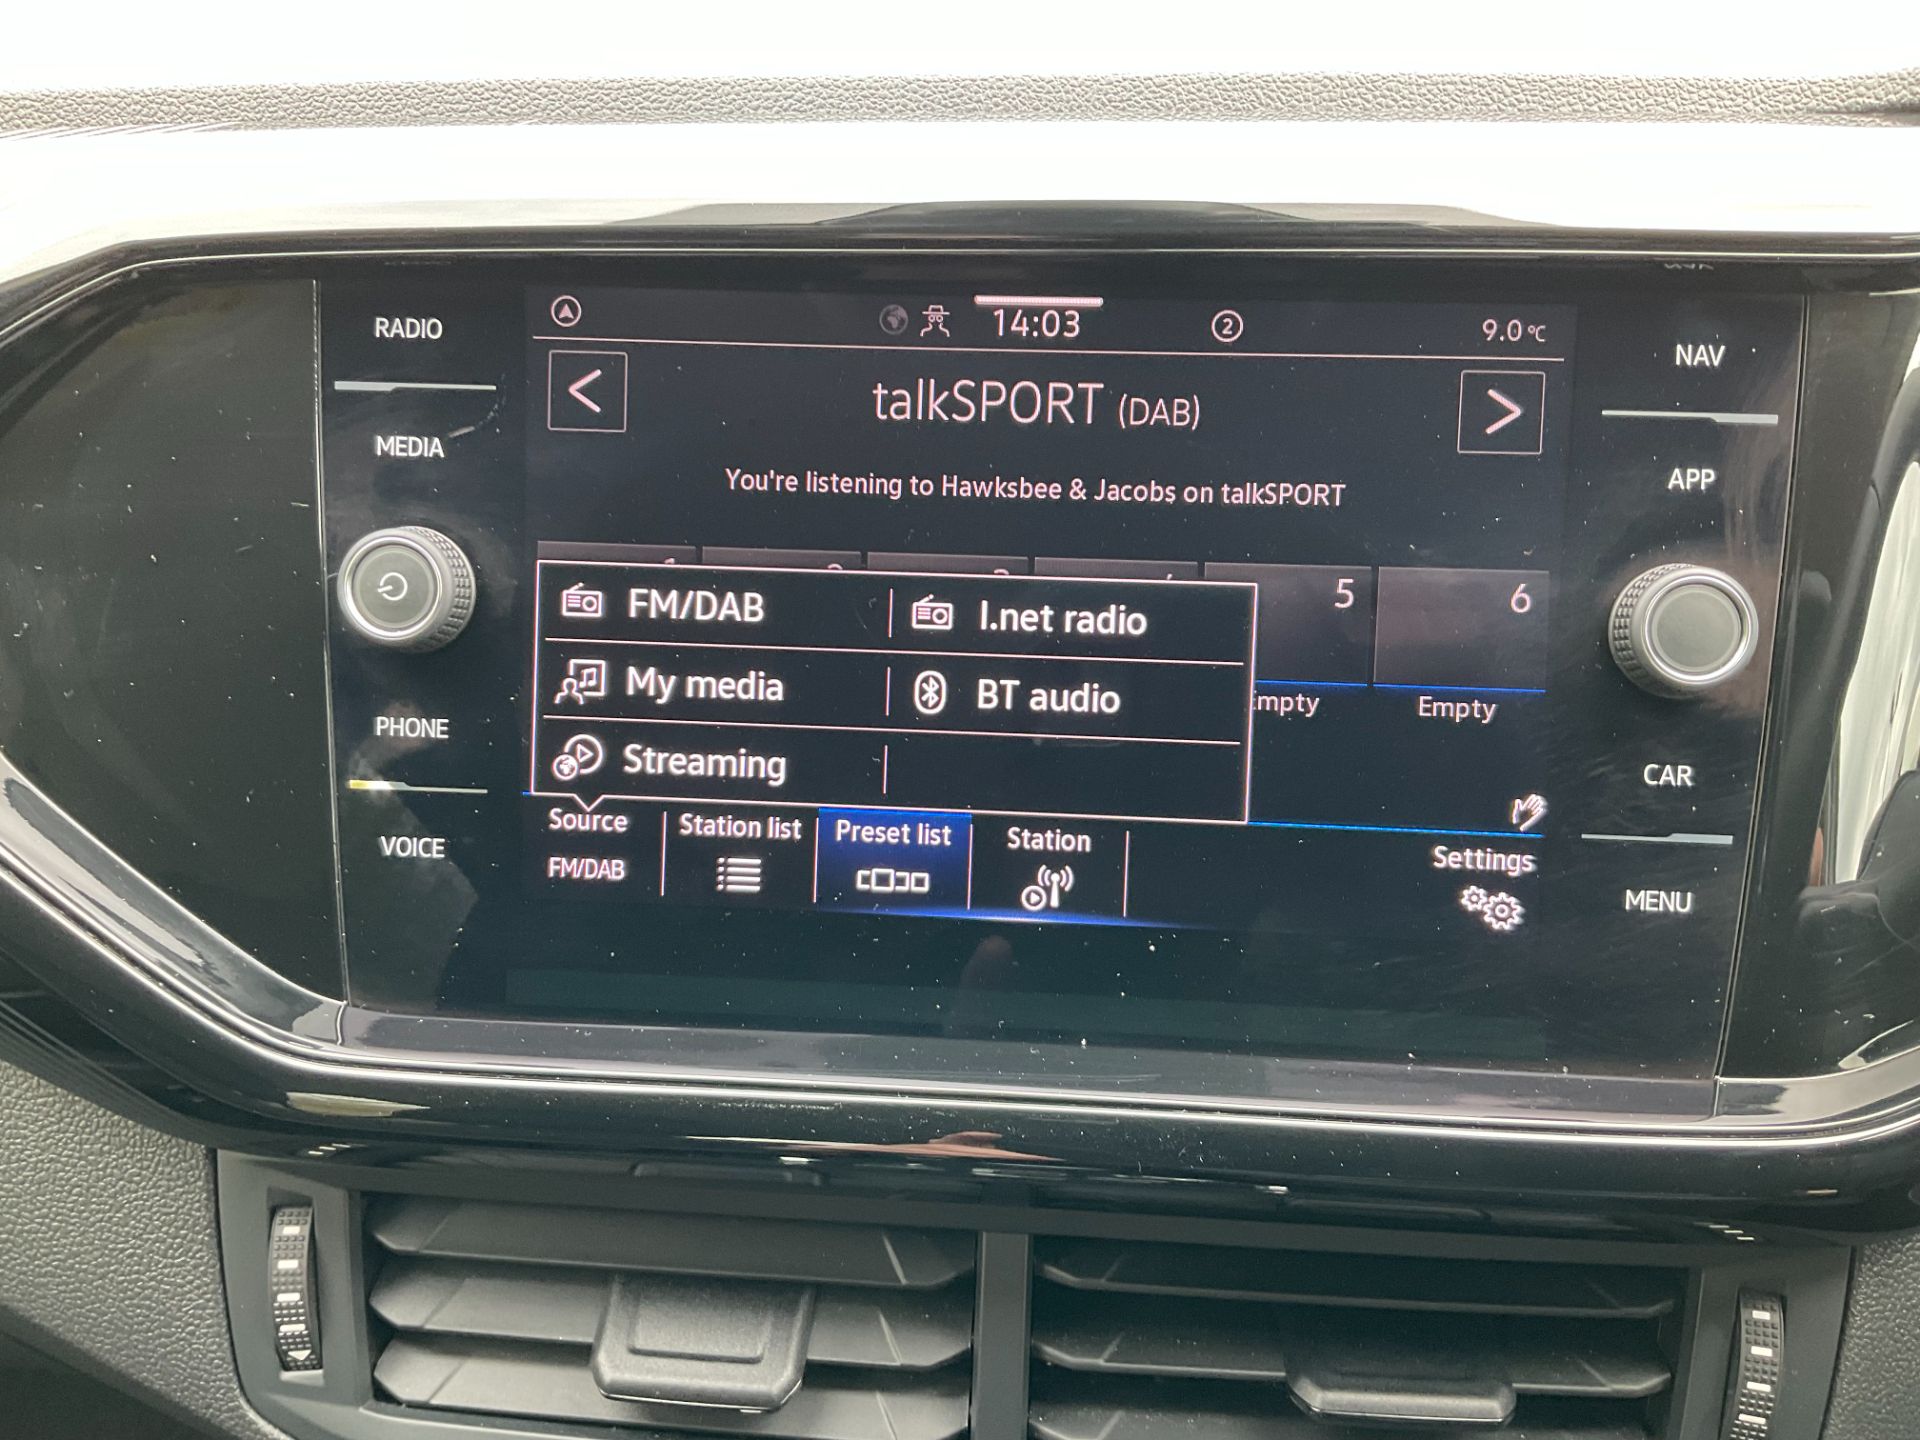 RADIO
MEDIA
PHONE
VOICE
14:03
2
9.0 °C
talkSPORT (DAB)
You're listening to Hawksbee & Jacobs on talkSPORT
5
6
FM/DAB
I.net radio
My media
BT audio
Streaming
Empty
Source
FM/DAB
Station list
Preset list
Station
Settings
NAV
APP
CAR
MENU